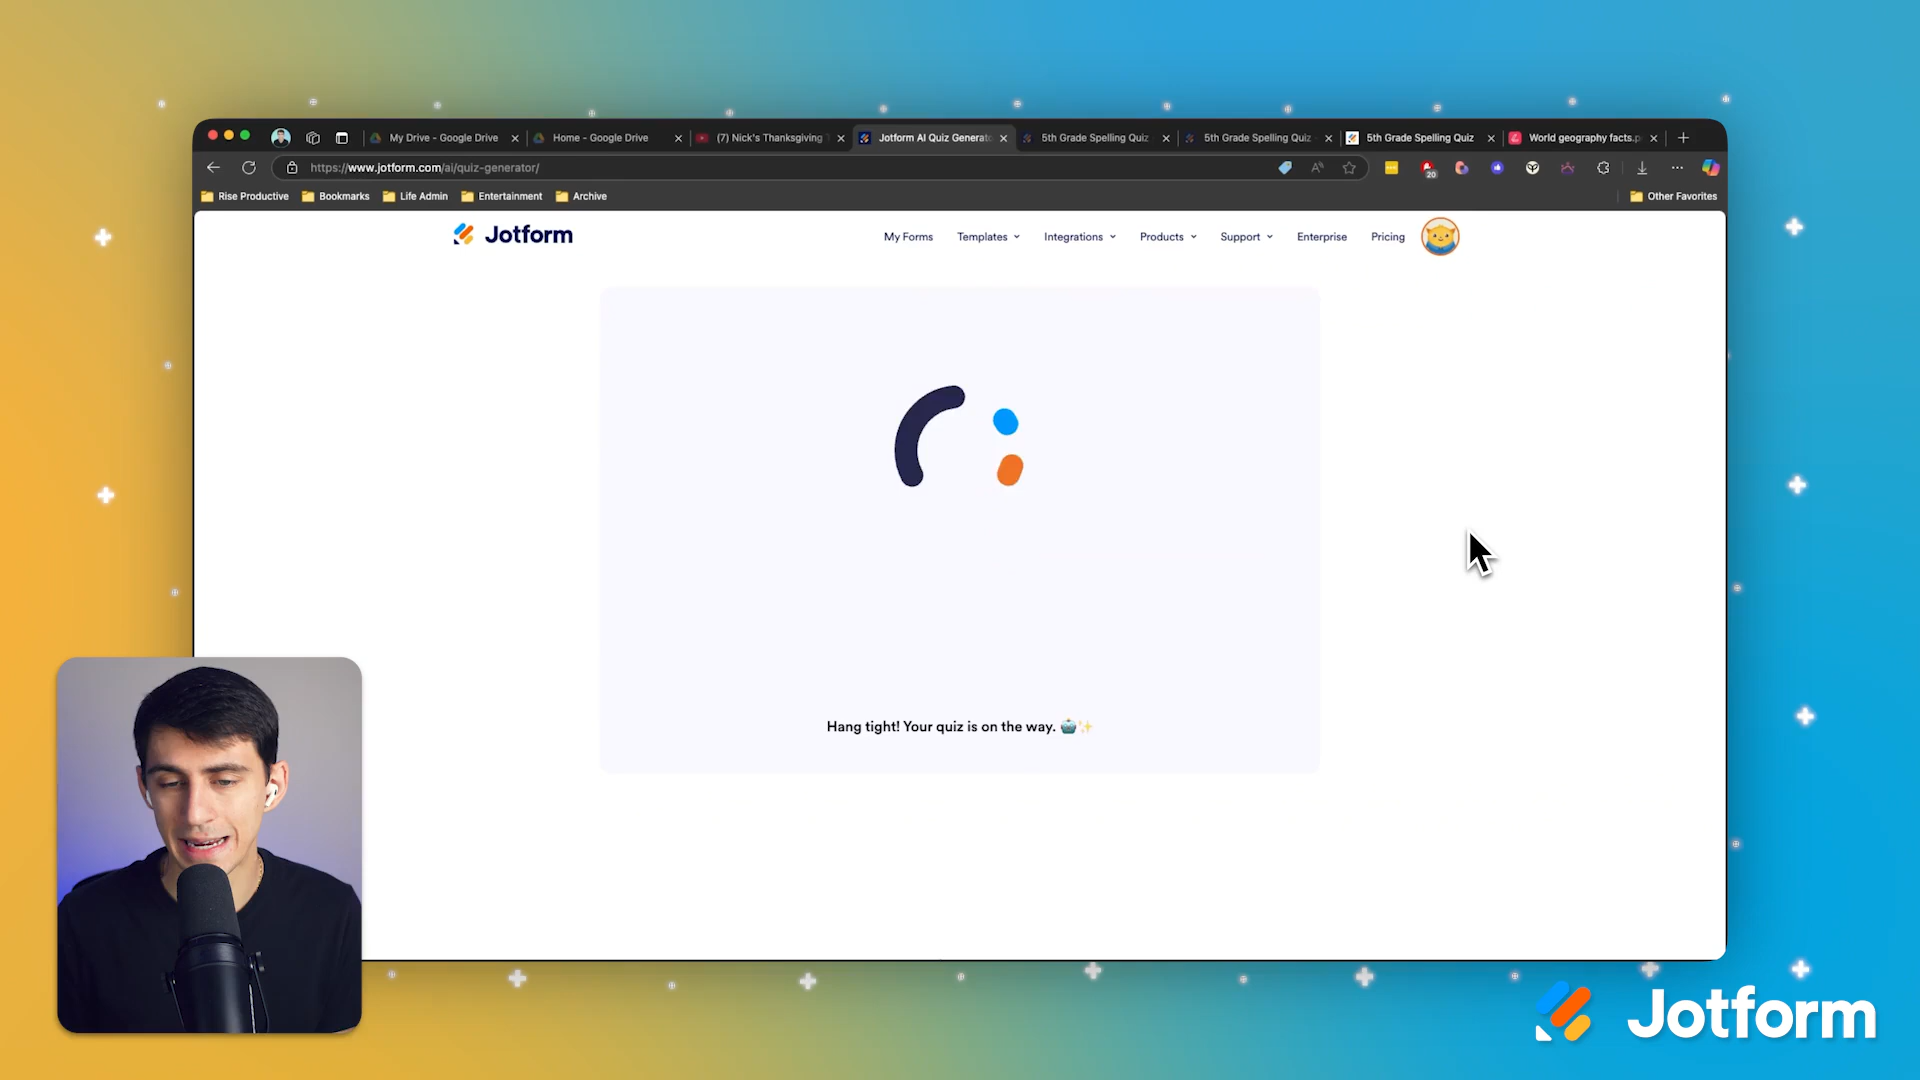 My Drive - Google Drive
Home - Google Drive
(7) Nick's Thanksgiving
Jotform AI Quiz Generato
5th Grade Spelling Quiz
5th Grade Spelling Quiz
5th Grade Spelling Quiz
World geography facts.p
https://www.jotform.com/ai/quiz-generator/
20
Rise Productive
Bookmarks
Life Admin
Entertainment
Archive
Other Favorites
Jotform
My Forms
Templates
Integrations
Products
Support
Enterprise
Pricing
Hang tight! Your quiz is on the way. 🤖✨
Jotform